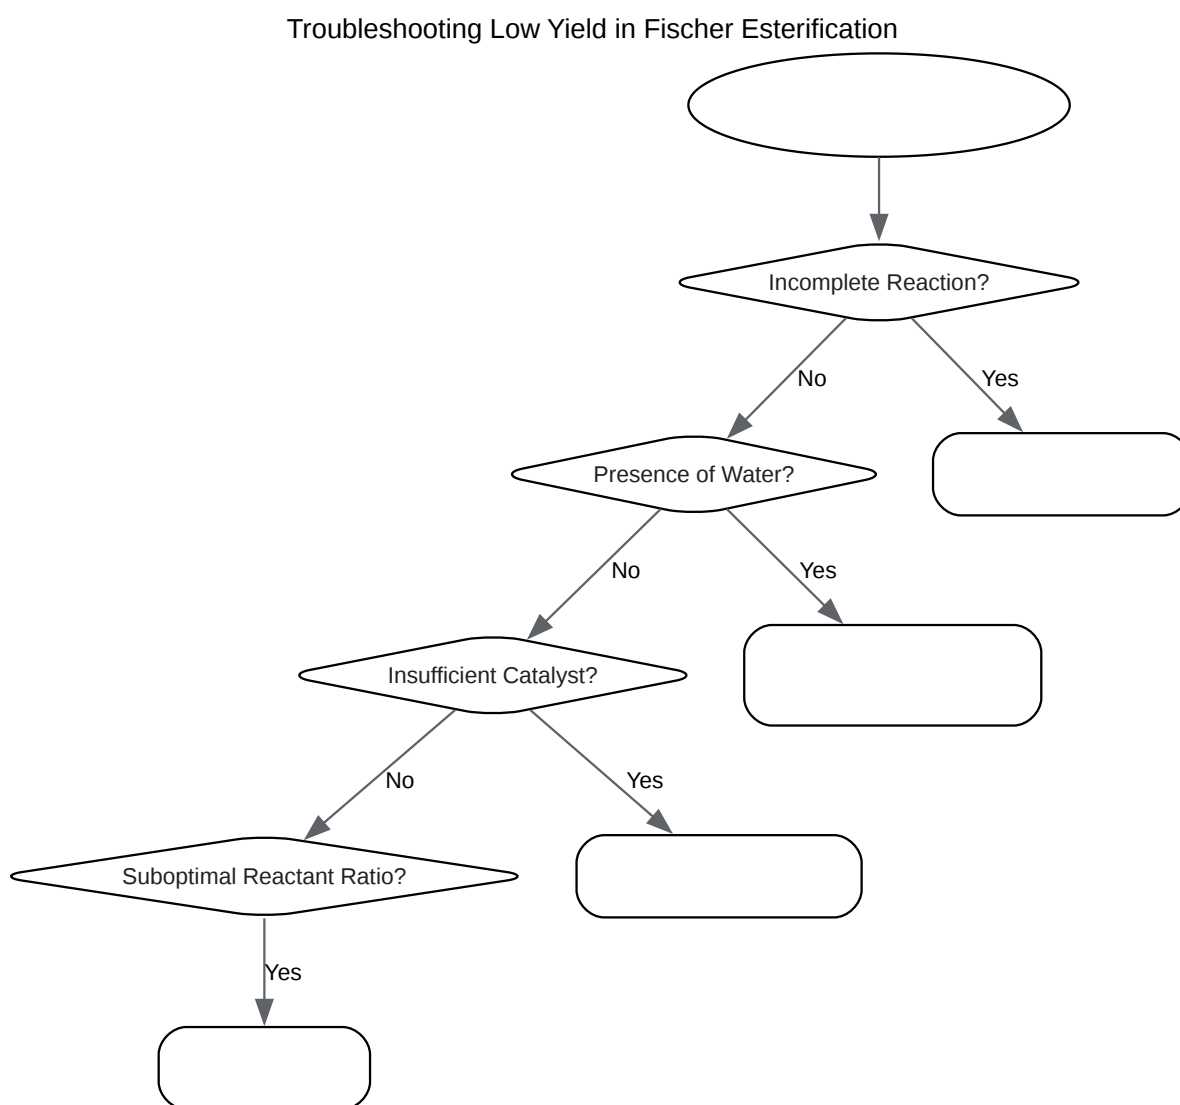 Troubleshooting Low Yield in Fischer Esterification
Incomplete Reaction?
No
Yes
Presence of Water?
No
Yes
Insufficient Catalyst?
No
Yes
Suboptimal Reactant Ratio?
Yes